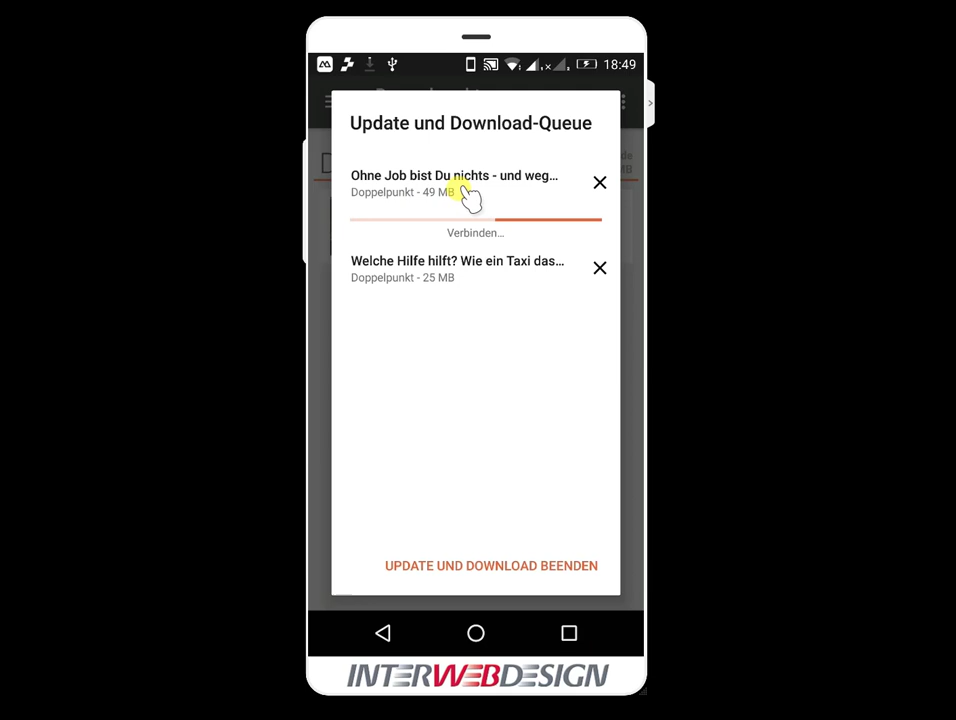 18:49
Update und Download-Queue
Ohne Job bist Du nichts - und weg...
Doppelpunkt - 49 MB
Verbinden...
Welche Hilfe hilft? Wie ein Taxi das...
Doppelpunkt - 25 MB
UPDATE UND DOWNLOAD BEENDEN
INTERWEBDESIGN